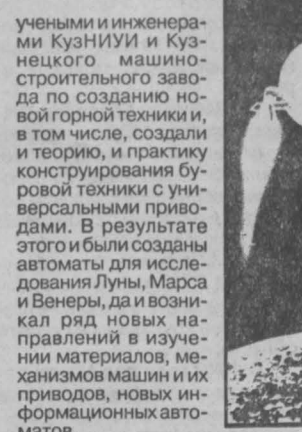 учеными и инженера-
ми КузНИУИ и Куз-
нецкого машино-
строительного заво-
да по созданию но-
вой горной техники и,
в том числе, создали
и теорию, и практику
конструирования бу-
ровой техники с уни-
версальными приво-
дами. В результате
этого и были созданы
автоматы для иссле-
дования Луны, Марса
и Венеры, да и возни-
кал ряд новых на-
правлений в изуче-
нии материалов, ме-
ханизмов машин и их
приводов, новых ин-
формационных авто-
матов